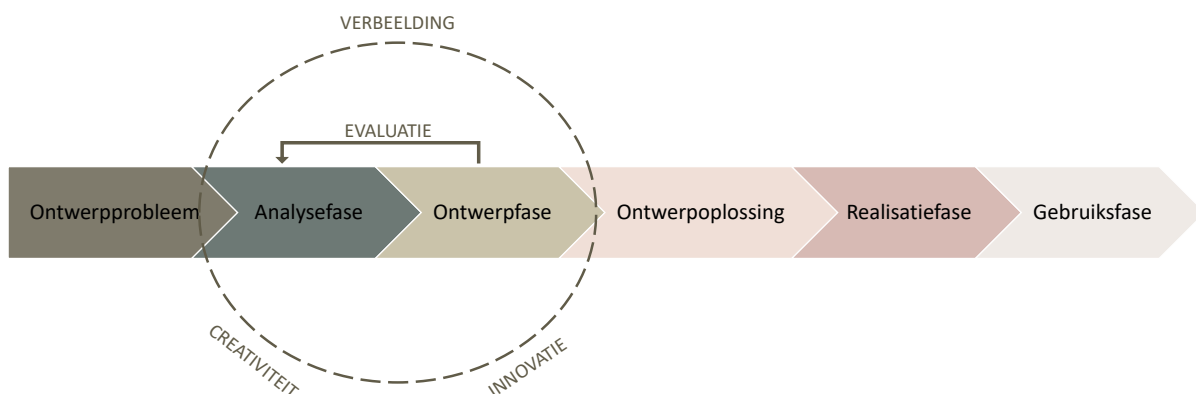 VERBEELDING
EVALUATIE
Ontwerpprobleem
Analysefase
Ontwerpfase
Ontwerpoplossing
Realisatiefase
Gebruiksfase
CREATIVITEIT
INNOVATIE